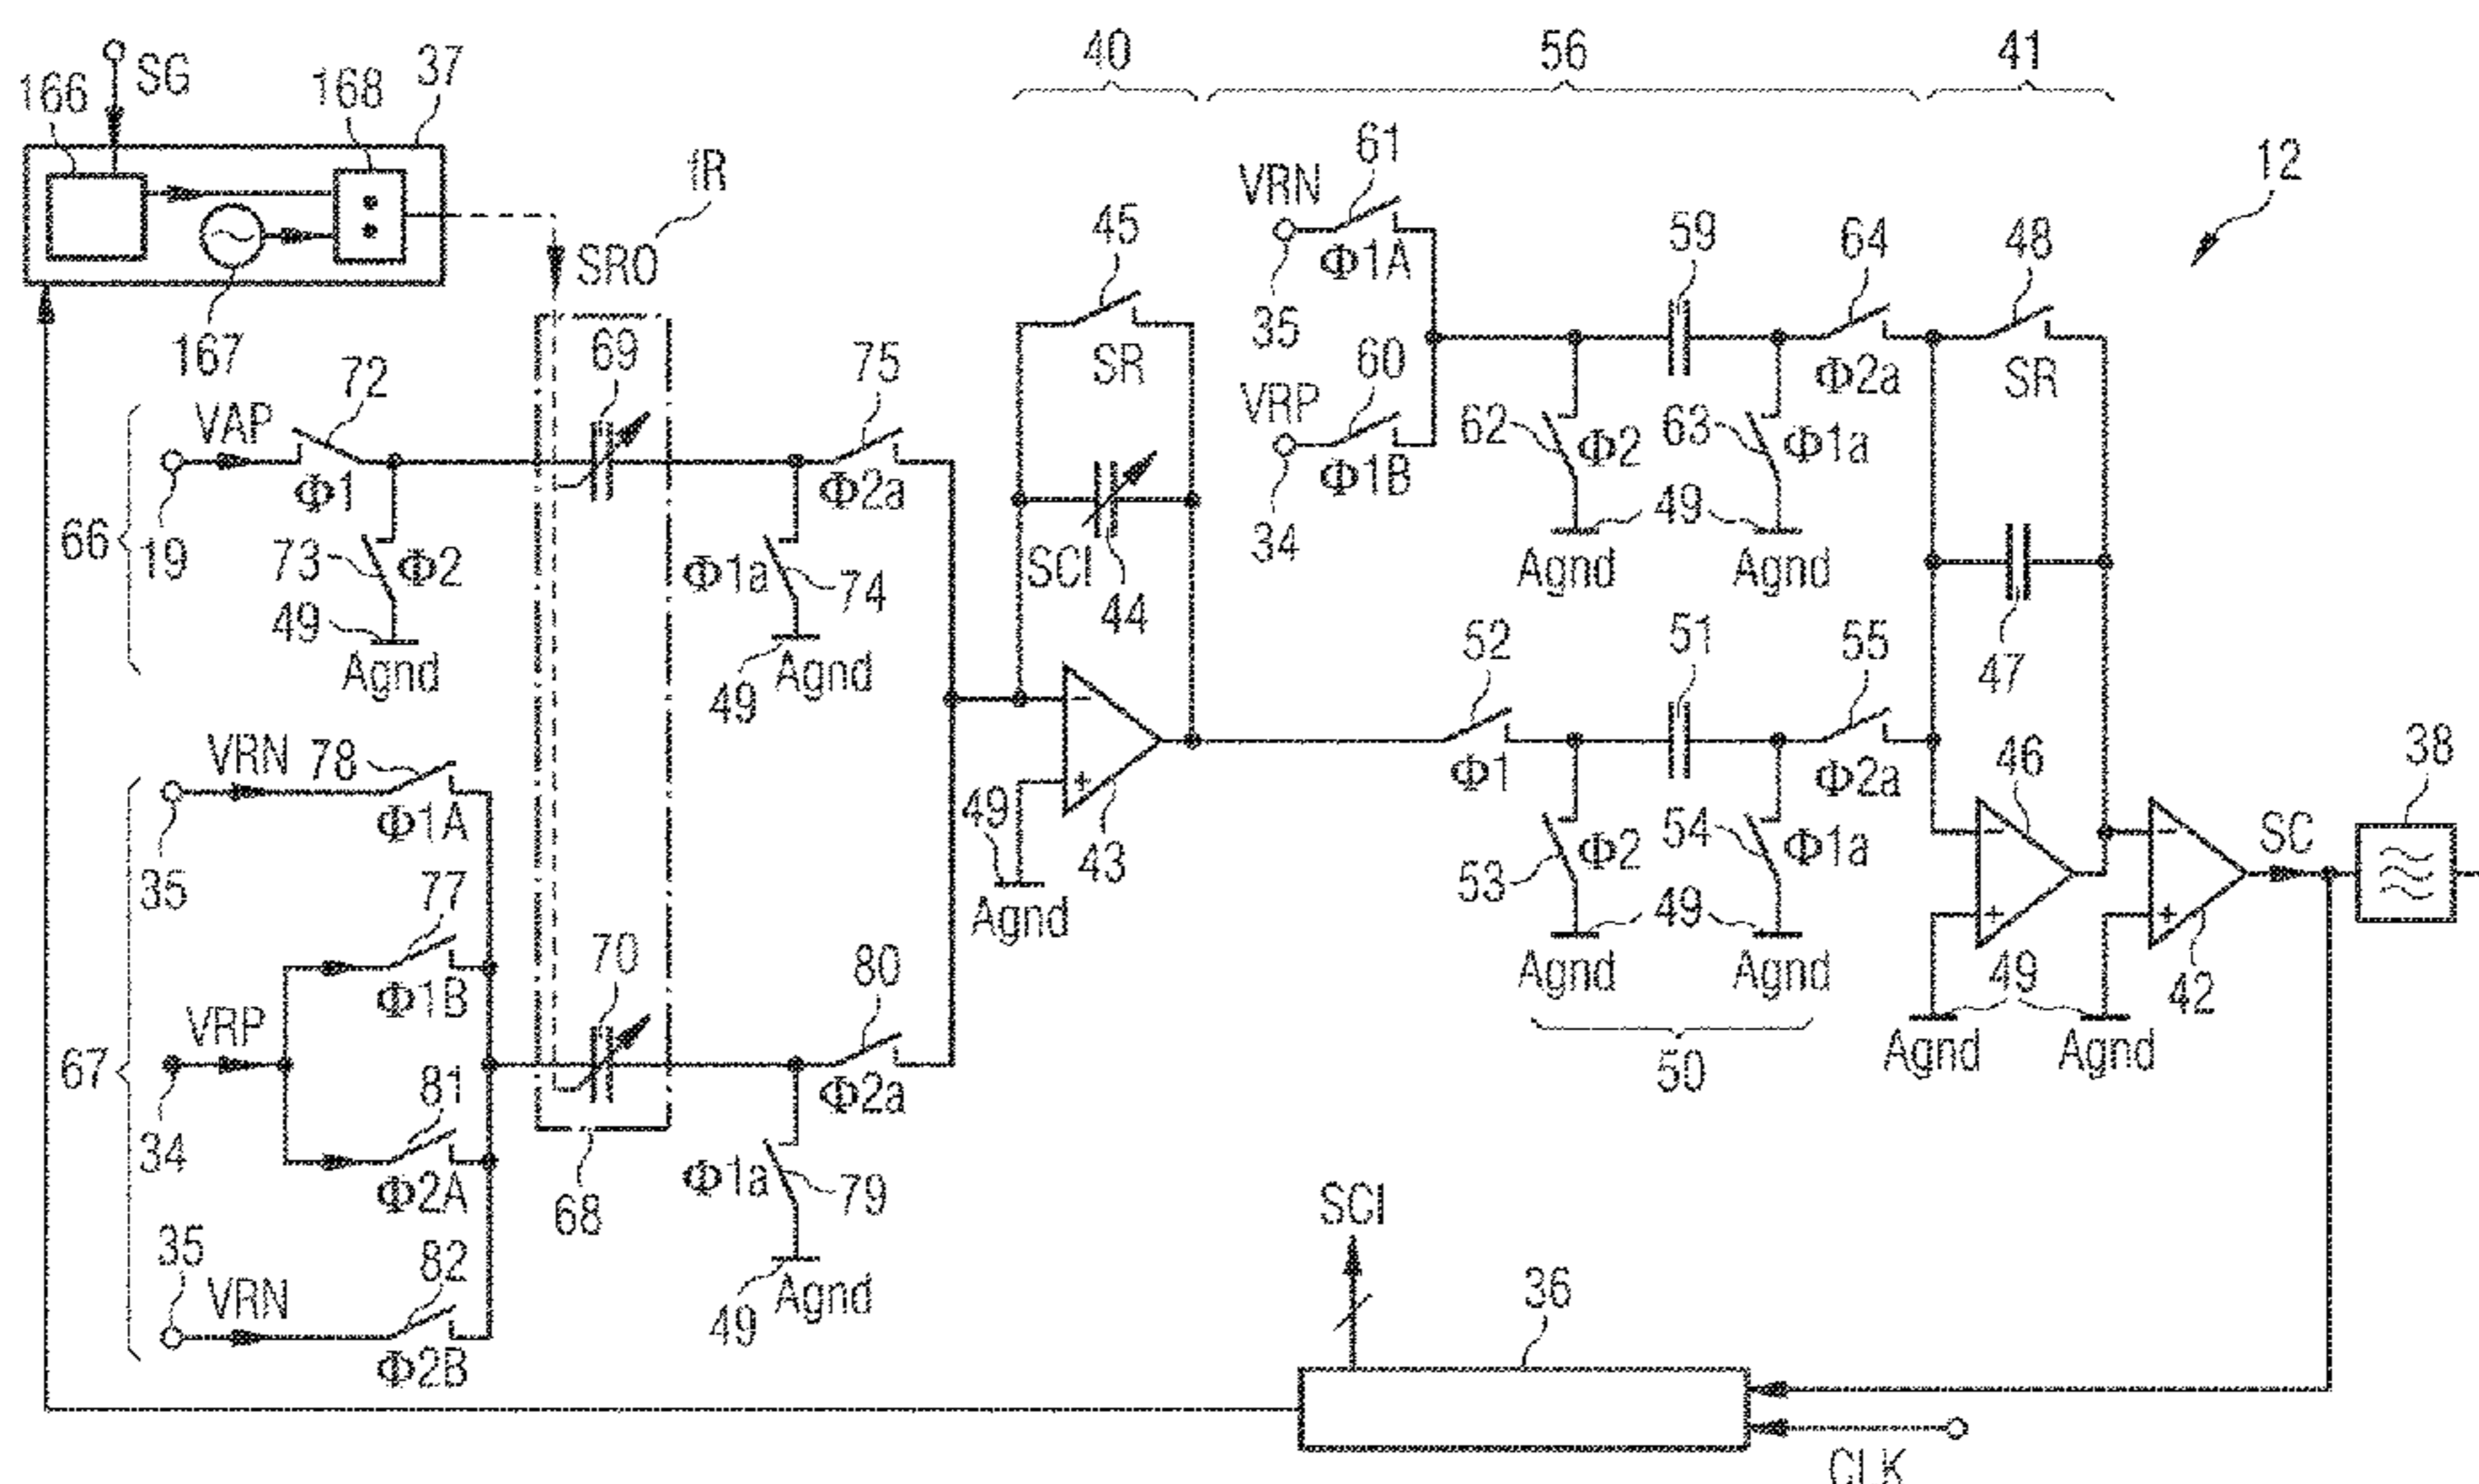 40
56
41
SG
37
166
168
61
12
fR
VRN
45
Φ1A
59
64
48
SRO
35
167
69
60
SR
Φ2a
SR
72
75
VRP
VAP
62
Φ2
63
Φ1a
Φ1
Φ2a
34
Φ1B
49
66
19
73
Φ2
Φ1a
74
SCI
44
Agnd
Agnd
47
49
Agnd
49
Agnd
52
51
55
VRN
78
46
38
Φ1
Φ2a
35
Φ1A
49
43
53
Φ2
54
Φ1a
SC
77
Agnd
49
70
80
Agnd
Agnd
49
42
Φ1B
VRP
Agnd
Agnd
67
50
34
81
Φ2a
Φ2A
68
Φ1a
79
SCI
35
82
VRN
49
Agnd
36
Φ2B
CLK